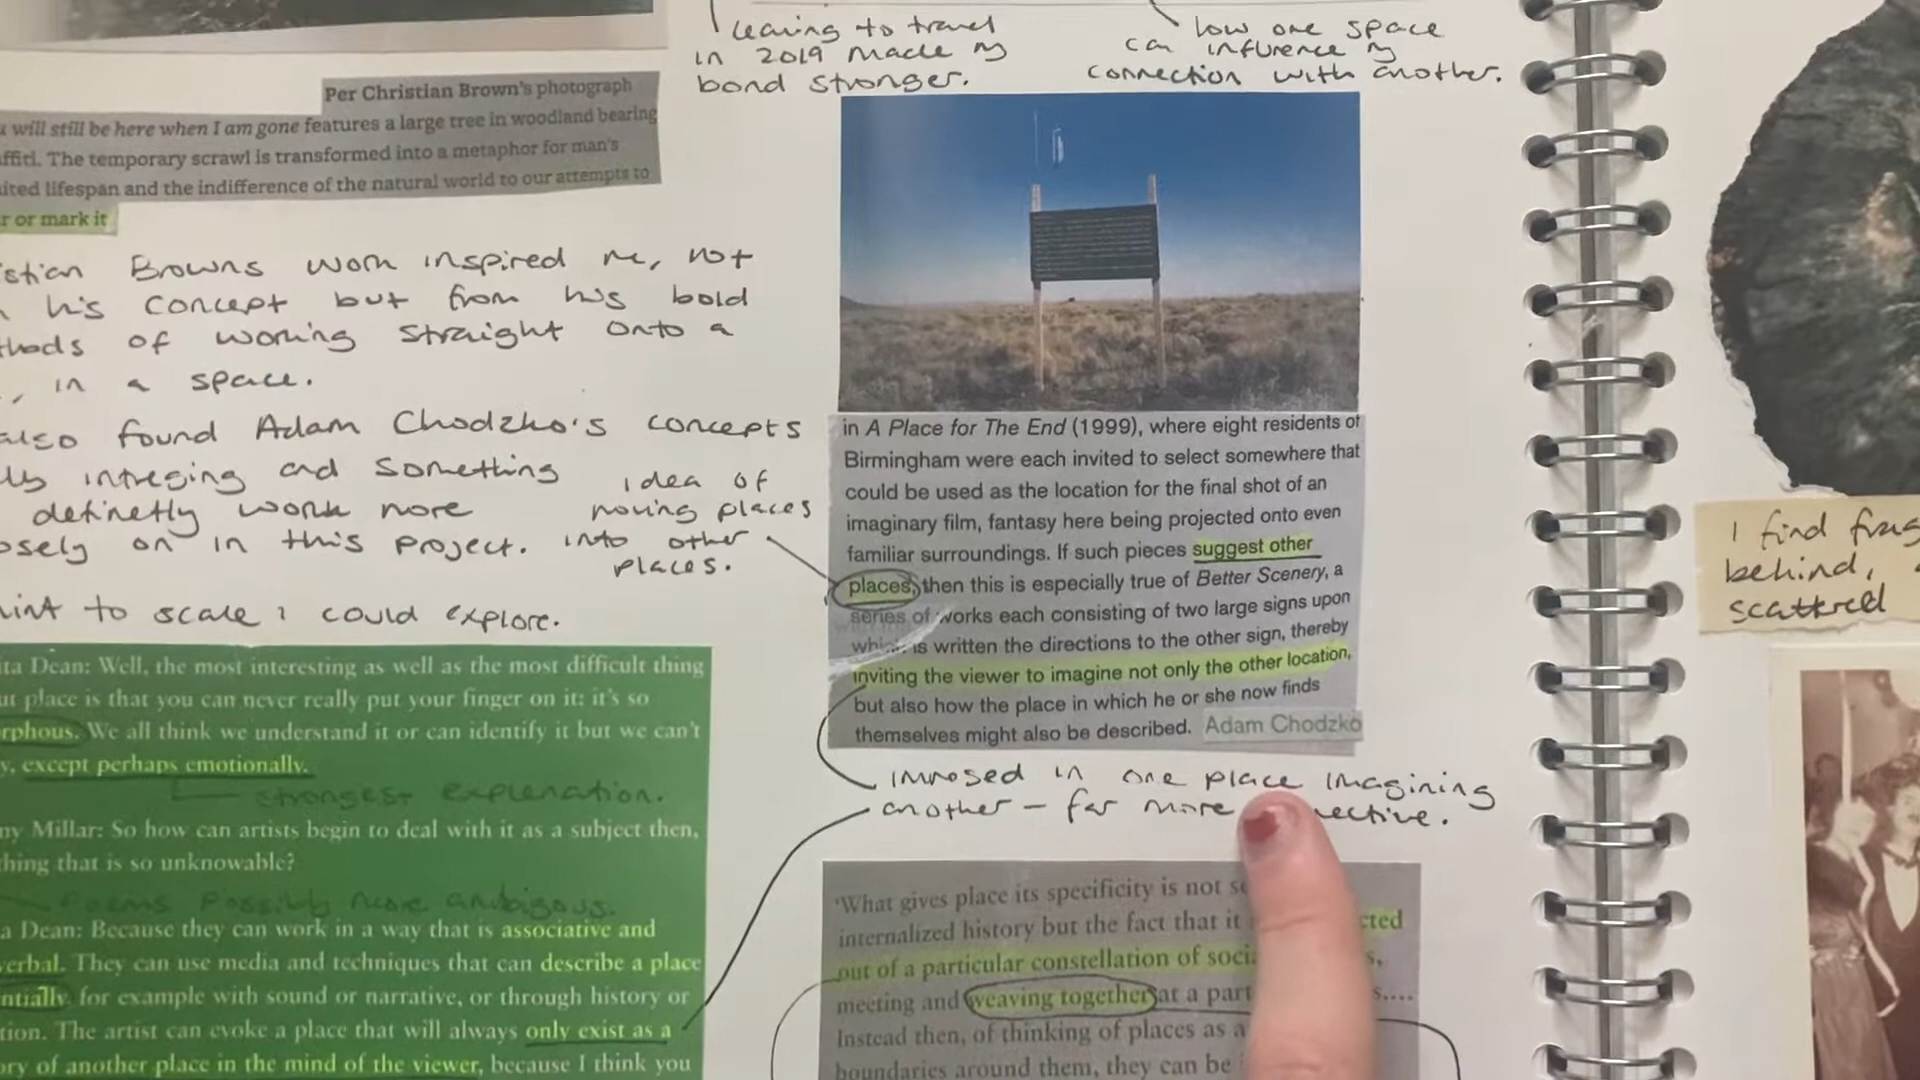 leaving to travel
in 2019 made my
bond stronger.
low one space
can influence my
connection with another.
Per Christian Brown's photograph
will still be here when I am gone features a large tree in woodland bearing
The temporary scrawl is transformed into a metaphor for man's
lifespan and the indifference of the natural world to our attempts to
or mark it
Browns work inspired me, not
his concept but from his bold
of working straight onto a
in a space.
also found Adam Chodzko's concepts
intreging and something
definetly work more
on in this project.
idea of
moving places
into other
places.
to scale i could explore.
in A Place for The End (1999), where eight residents of
Birmingham were each invited to select somewhere that
could be used as the location for the final shot of an
imaginary film, fantasy here being projected onto even
familiar surroundings. If such pieces suggest other
places, then this is especially true of Better Scenery, a
series of works each consisting of two large signs upon
which is written the directions to the other sign, thereby
inviting the viewer to imagine not only the other location,
but also how the place in which he or she now finds
themselves might also be described. Adam Chodzko
imposed in one place imagining
another - far more
Dean: Well, the most interesting as well as the most difficult thing
place is that you can never really put your finger on it: it's so
We all think we understand it or can identify it but we can't
except perhaps emotionally.
strongest explenation.
Millar: So how can artists begin to deal with it as a subject then,
that is so unknowable?
possibly more ambigous.
Dean: Because they can work in a way that is associative and
They can use media and techniques that can describe a place
for example with sound or narrative, or through history or
The artist can evoke a place that will always only exist as a
of another place in the mind of the viewer, because I think you
'What gives place its specificity is not
internalized history but the fact that it
out of a particular constellation of
meeting and weaving together at a
Instead then, of thinking of places as
boundaries around them, they can be
I find
behind,
scattered